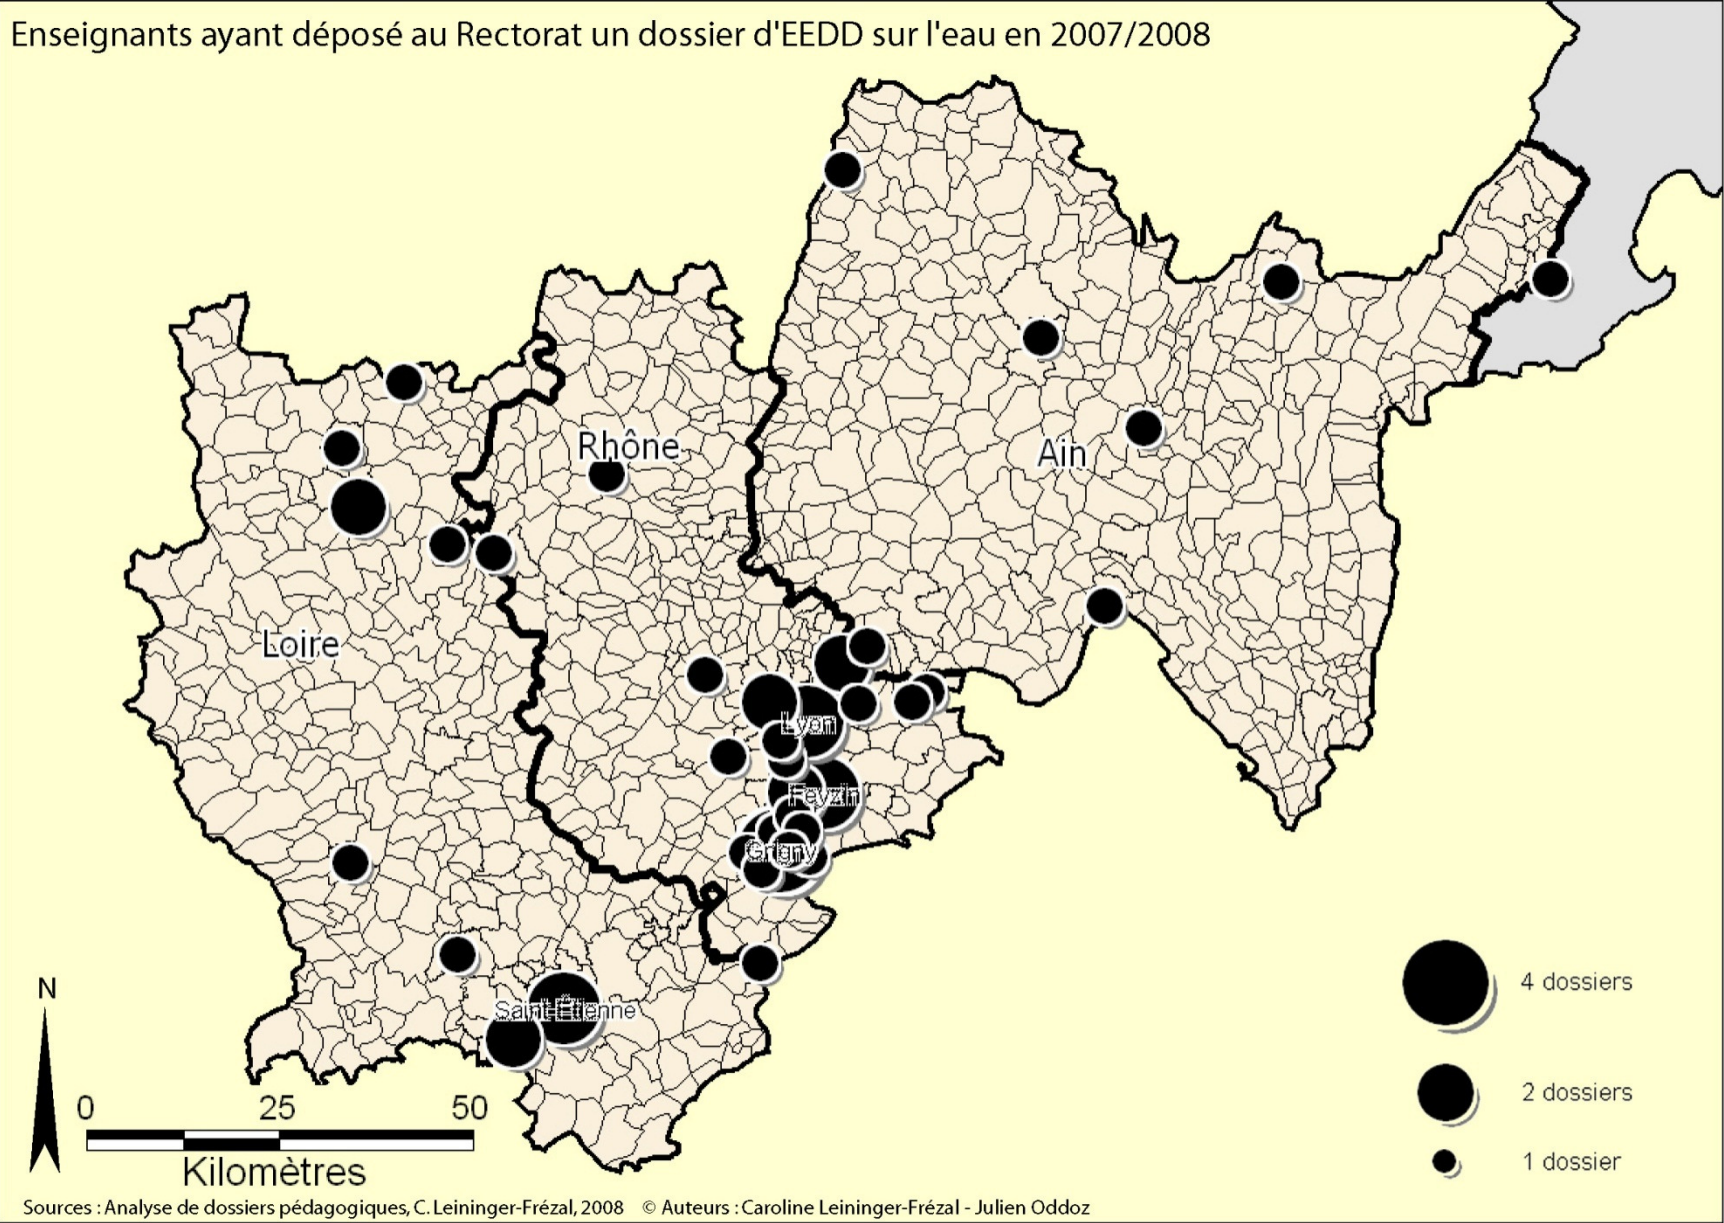 Enseignants ayant déposé au Rectorat un dossier d'EEDD sur l'eau en 2007/2008
Rhône
Ain
Loire
Lyon
Feyzin
Grigny
Saint-Étienne
N
0 25 50
Kilomètres
4 dossiers
2 dossiers
1 dossier
Sources : Analyse de dossiers pédagogiques, C. Leininger-Frézal, 2008 © Auteurs : Caroline Leininger-Frézal - Julien Oddoz